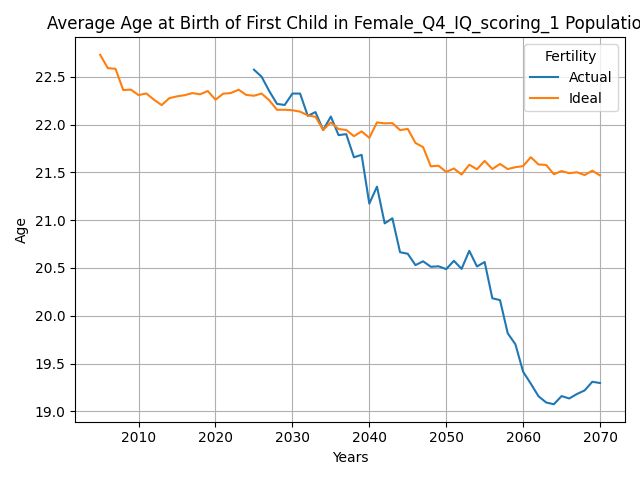 Average Age at Birth of First Child in Female_Q4_IQ_scoring_1 Populatio
Fertility
Actual
Ideal
22.5
22.0
21.5
21.0
20.5
20.0
19.5
19.0
Age
2010 2020 2030 2040 2050 2060 2070
Years